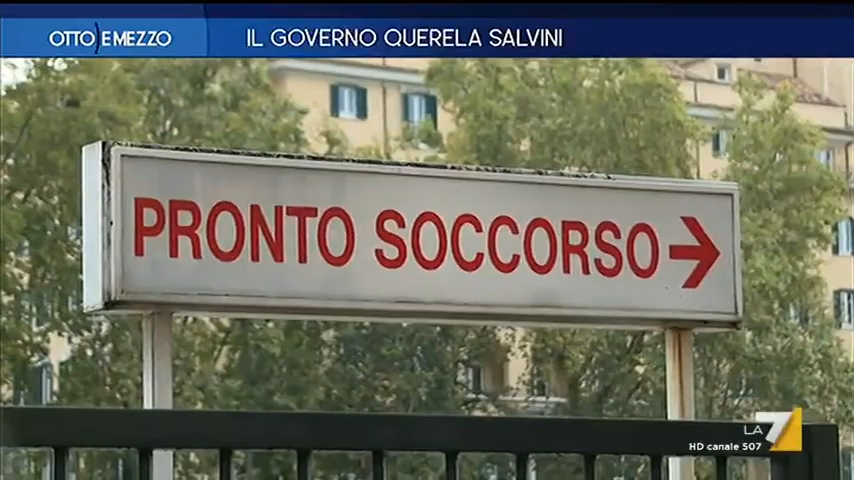 OTTO E MEZZO
IL GOVERNO QUERELA SALVINI
PRONTO SOCCORSO →
LA 7
HD canale 507